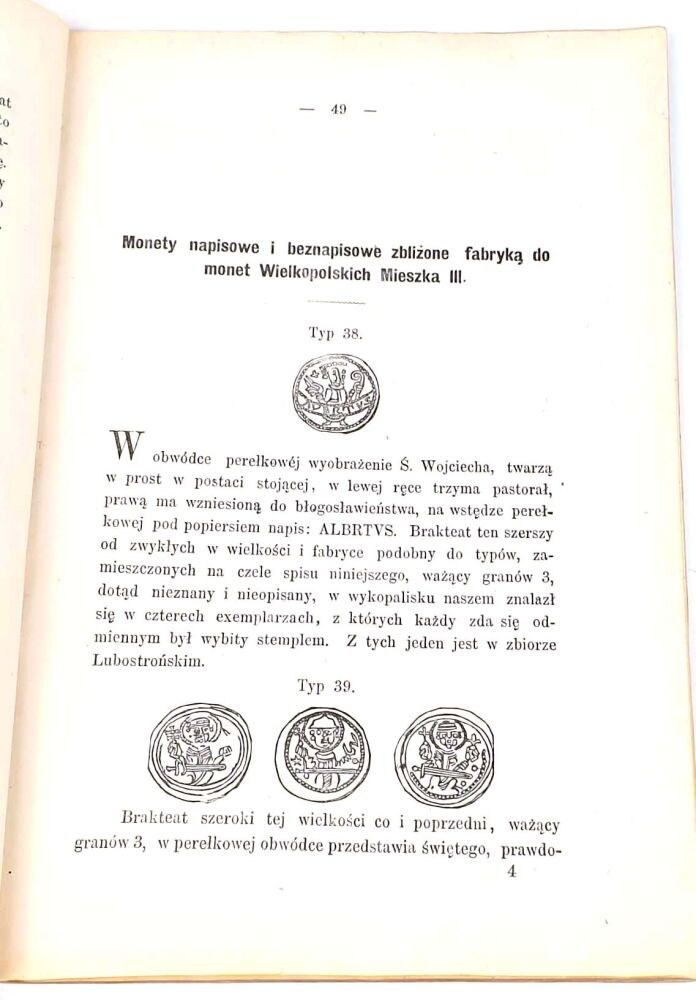 — 49 —
Monety napisowe i beznapisowe zbliżone fabryką do
monet Wielkopolskich Mieszka III.
Typ 38.
W obwódce perełkowéj wyobrażenie Ś. Wojciecha, twarzą
w prost w postaci stojącej, w lewej ręce trzyma pastorał,
prawą ma wzniesioną do błogosławieństwa, na wstędze pereł-
kowej pod popiersiem napis: ALBRTVS. Brakteat ten szerszy
od zwykłych w wielkości i fabryce podobny do typów, za-
mieszczonych na czele spisu niniejszego, ważący granów 3,
dotąd nieznany i nieopisany, w wykopalisku naszem znalazł
się w czterech exemplarzach, z których każdy zda się od-
miennym był wybity stemplem. Z tych jeden jest w zbiorze
Lubostrońskim.
Typ 39.
Brakteat szeroki tej wielkości co i poprzedni, ważący
granów 3, w perełkowej obwódce przedstawia świętego, prawdo-
4